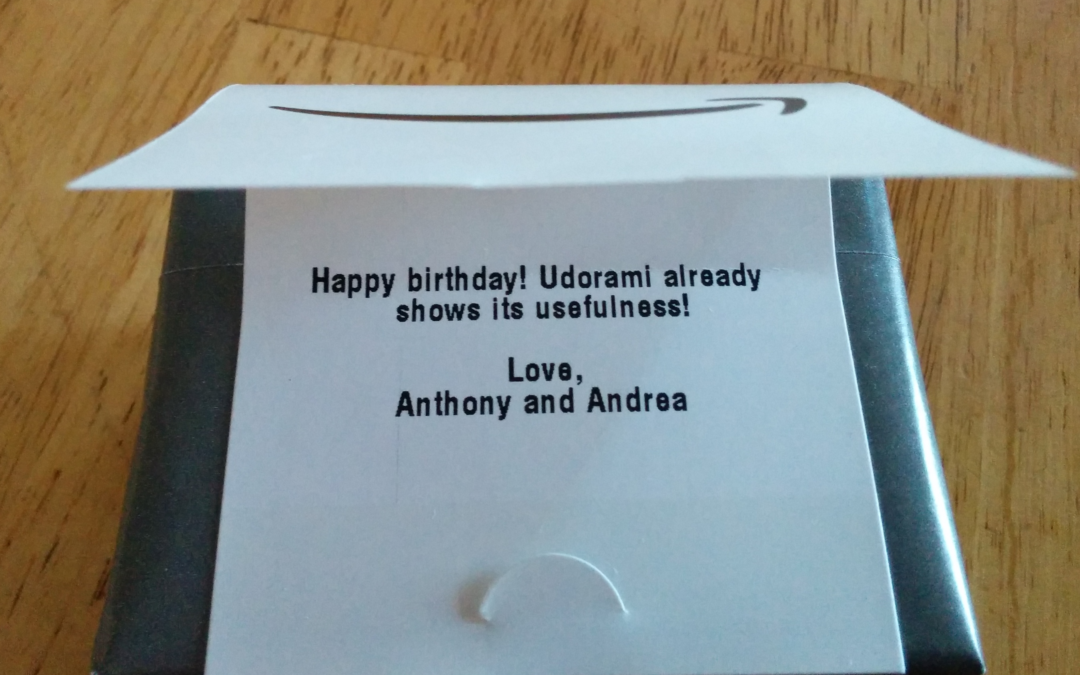 Happy birthday! Udorami already
shows its usefulness!
Love,
Anthony and Andrea